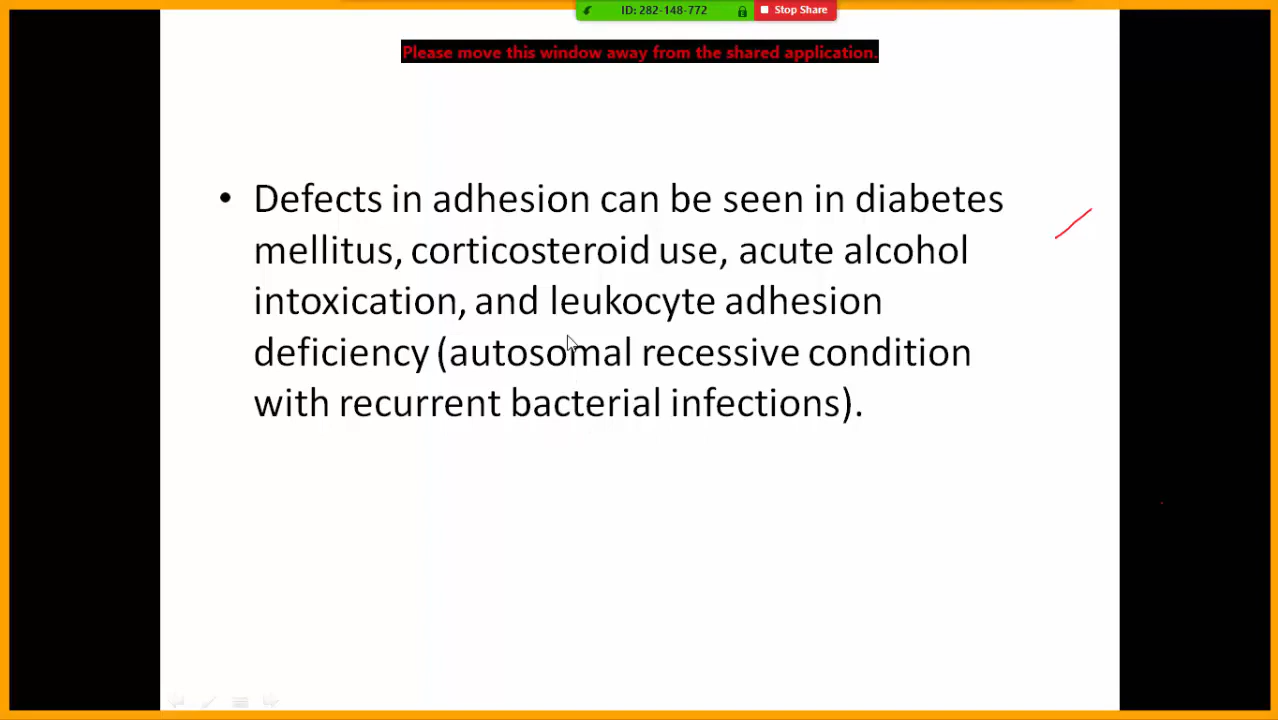 ID: 282-148-772
Stop Share
Please move this window away from the shared application.
• Defects in adhesion can be seen in diabetes
mellitus, corticosteroid use, acute alcohol
intoxication, and leukocyte adhesion
deficiency (autosomal recessive condition
with recurrent bacterial infections).